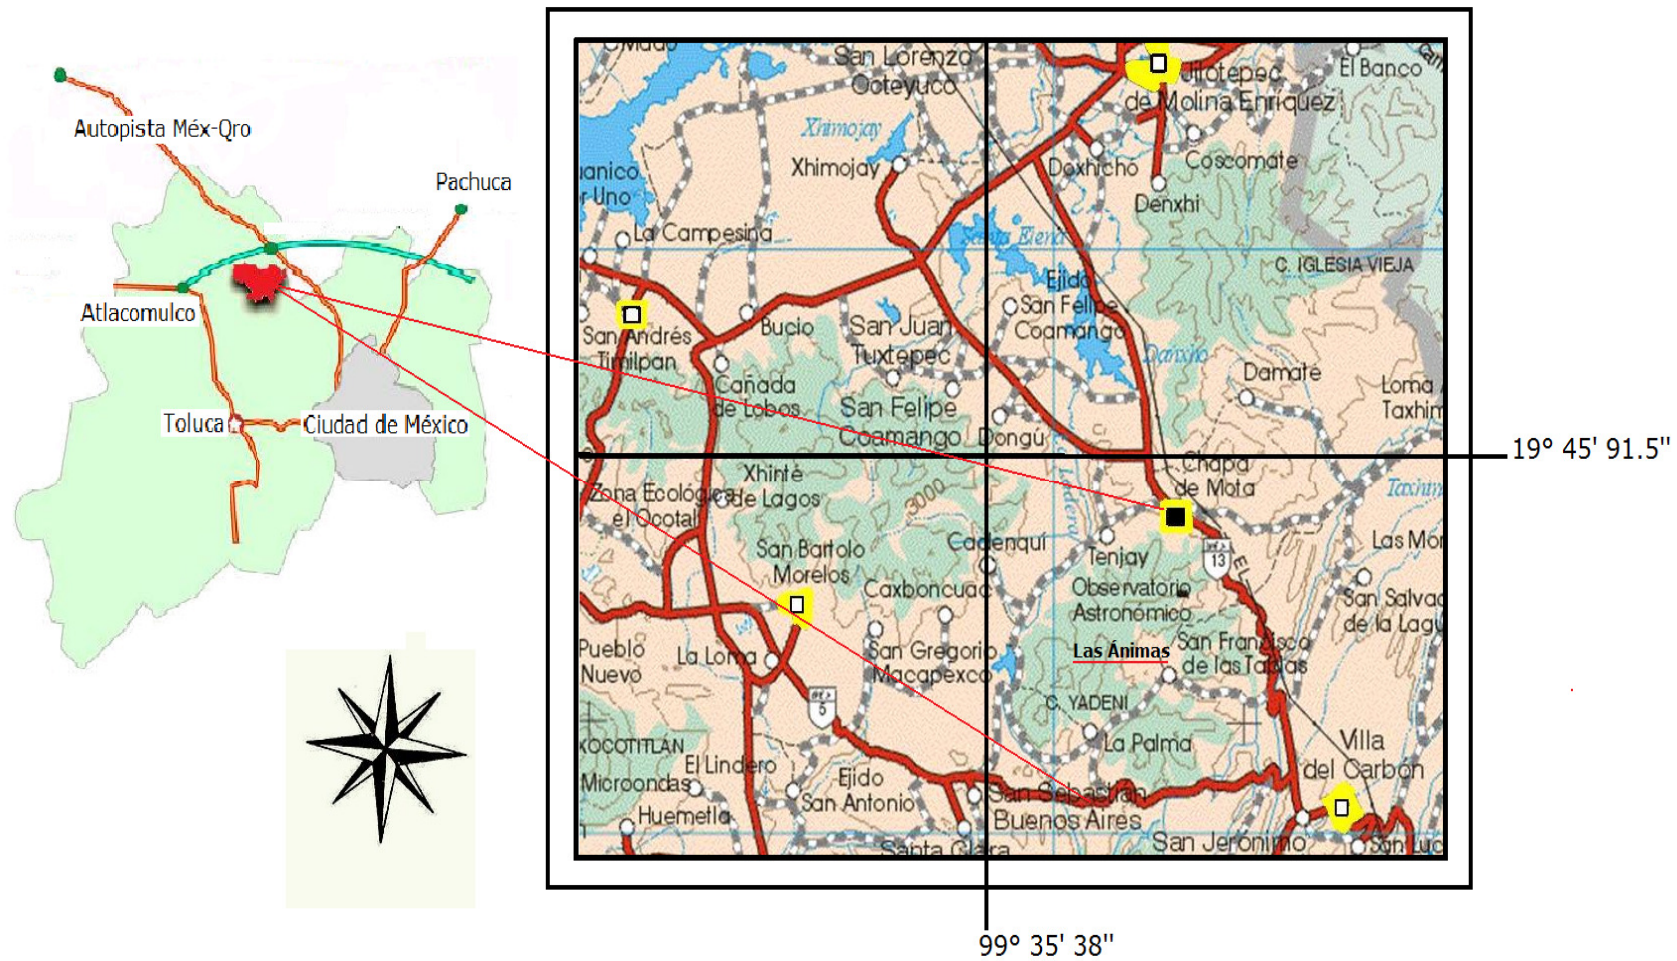 Autopista Méx-Qro
Pachuca
Atlacomulco
Toluca
Ciudad de México
San Lorenzo
Octeyuco
Jilotepec
de Molina Enríquez
El Banco
Xhimojay
Xhimojay
Doxhicho
Coscomate
Denxhi
La Campesina
Santa Elena
C. IGLESIA VIEJA
Ejido
San Felipe
Coamango
San Andrés
Timilpan
Bucio
San Juan
Tuxtepec
Danxho
Damate
Loma
Cañada
de Lobos
San Felipe
Coamango
Dongú
19° 45' 91.5"
Xhinté
de Lagos
Chapa
de Mota
Zona Ecológica
el Ocotal
3000
San Bartolo
Morelos
Cadenquí
Tenjay
13
Las
Caxboncuac
Observatorio
Astronómico
San
de la
Pueblo
Nuevo
La Loma
San Gregorio
Macapexco
Las Ánimas
San Francisco
de las Tablas
5
C. YADENI
La Palma
XOCOTITLAN
Microondas
El Lindero
Ejido
San Antonio
Huemetla
Villa
del Carbón
San Sebastián
Buenos Aires
San Jerónimo
Santa Clara
San
99° 35' 38"